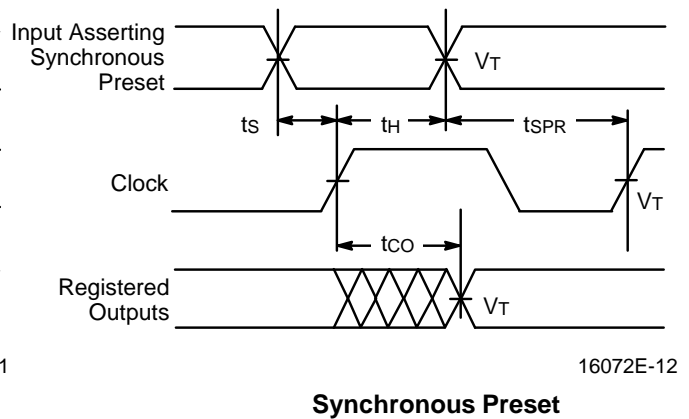 Input Asserting
Synchronous
Preset
VT
tS
tH
tSPR
Clock
VT
tCO
Registered
Outputs
VT
1
16072E-12
Synchronous Preset